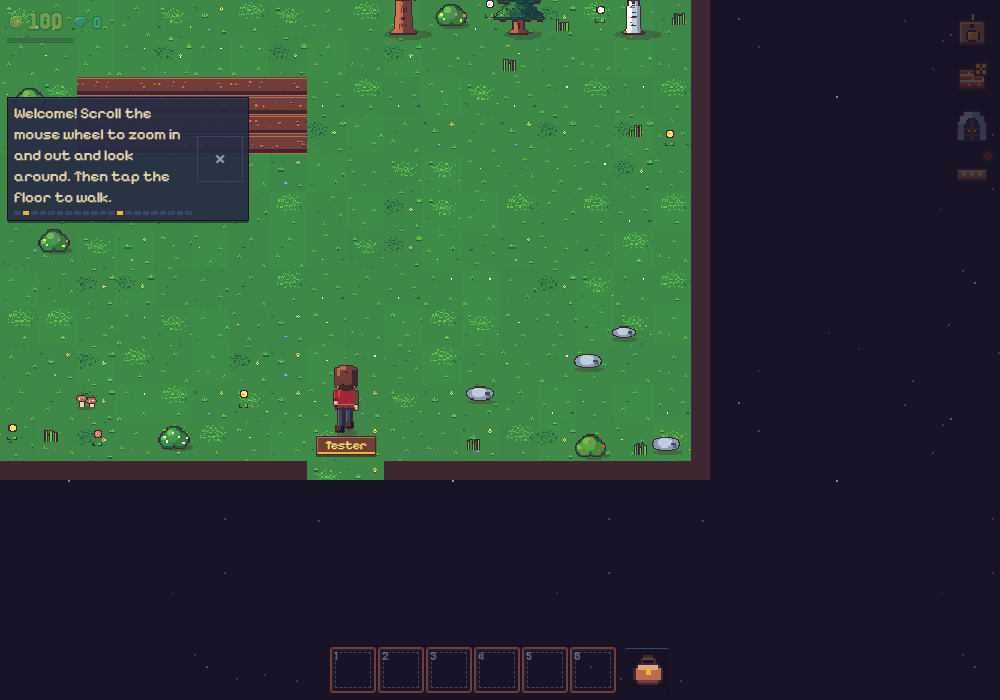 100 0
Welcome! Scroll the
mouse wheel to zoom in
and out and look
around. Then tap the
floor to walk.
×
Tester
1 2 3 4 5 6